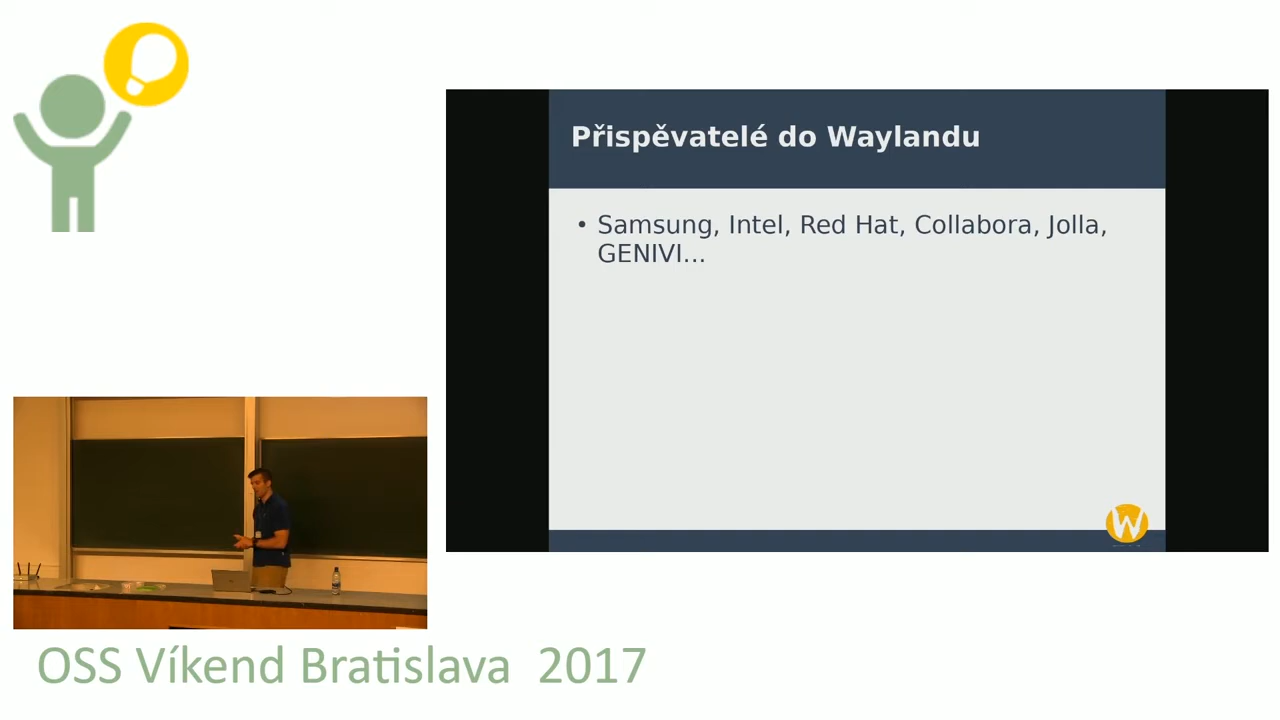 Přispěvatelé do Waylandu
• Samsung, Intel, Red Hat, Collabora, Jolla,
GENIVI...
W
OSS Víkend Bratislava 2017